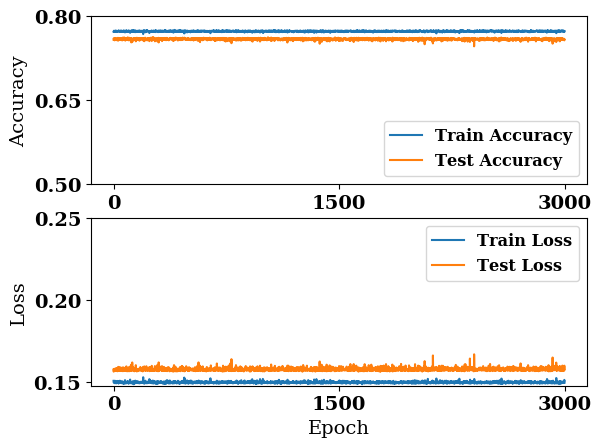 0.80
0.65
0.50
Accuracy
Train Accuracy
Test Accuracy
0 1500 3000
0.25
0.20
0.15
Loss
Train Loss
Test Loss
0 1500 3000
Epoch